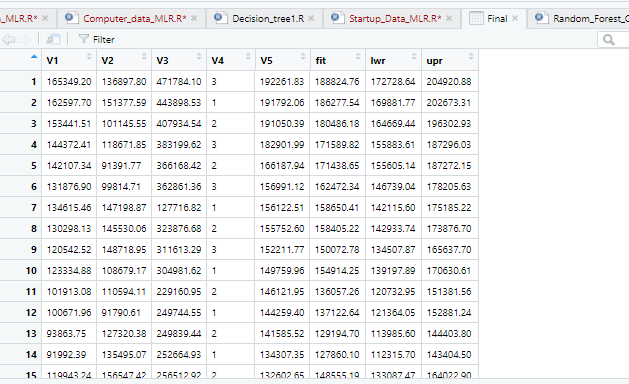 _MLR.R* × Computer_data_MLR.R* × Decision_tree1.R × Startup_Data_MLR.R* × Final × Random_Forest_C
Filter
V1 V2 V3 V4 V5 fit lwr upr
1 165349.20 136897.80 471784.10 3 192261.83 188824.76 172728.64 204920.88
2 162597.70 151377.59 443898.53 1 191792.06 186277.54 169881.77 202673.31
3 153441.51 101145.55 407934.54 2 191050.39 180486.18 164669.44 196302.93
4 144372.41 118671.85 383199.62 3 182901.99 171589.82 155883.61 187296.03
5 142107.34 91391.77 366168.42 2 166187.94 171438.65 155605.14 187272.15
6 131876.90 99814.71 362861.36 3 156991.12 162472.34 146739.04 178205.63
7 134615.46 147198.87 127716.82 1 156122.51 158650.41 142115.60 175185.22
8 130298.13 145530.06 323876.68 2 155752.60 158405.22 142933.74 173876.70
9 120542.52 148718.95 311613.29 3 152211.77 150072.78 134507.87 165637.70
10 123334.88 108679.17 304981.62 1 149759.96 154914.25 139197.89 170630.61
11 101913.08 110594.11 229160.95 2 146121.95 136057.26 120732.95 151381.56
12 100671.96 91790.61 249744.55 1 144259.40 137122.64 121364.05 152881.24
13 93863.75 127320.38 249839.44 2 141585.52 129194.70 113985.60 144403.80
14 91992.39 135495.07 252664.93 1 134307.35 127860.10 112315.70 143404.50
15 119943.24 156547.42 256512.92 2 132602.65 148555.19 133087.47 164022.90